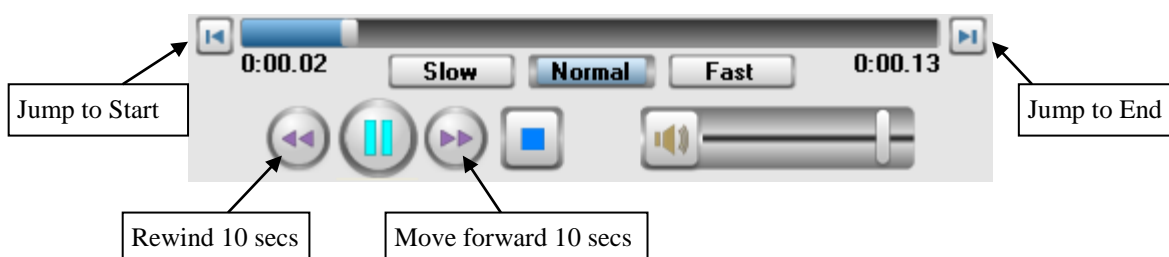 0:00.02
Slow
Normal
Fast
0:00.13
Jump to Start
Jump to End
Rewind 10 secs
Move forward 10 secs